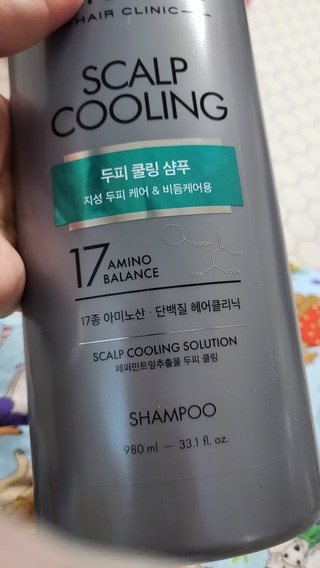 HAIR CLINIC
SCALP
COOLING
두피 쿨링 샴푸
지성 두피 케어 & 비듬케어용
17 AMINO
BALANCE
COOH
COOH
17종 아미노산 · 단백질 헤어클리닉
SCALP COOLING SOLUTION
페퍼민트잎추출물 두피 쿨링
SHAMPOO
980 ml — 33.1 fl. oz.